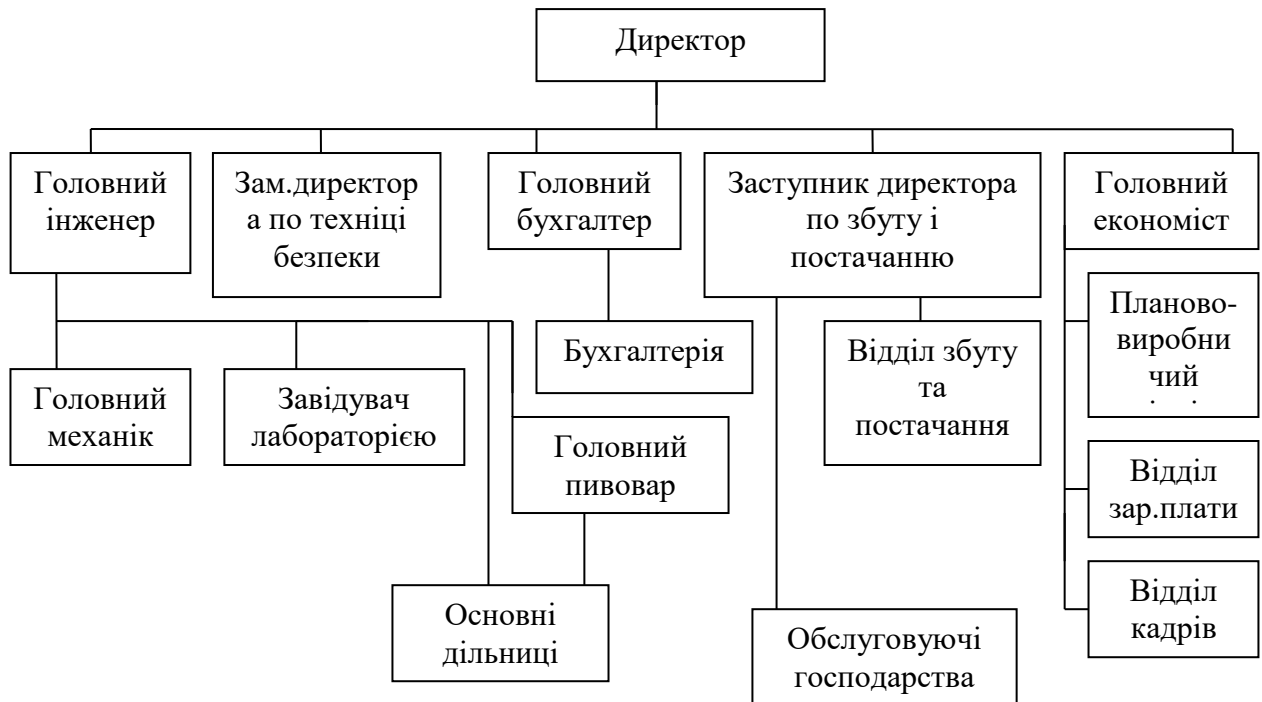 Директор
Головний
інженер
Зам.директор
а по техніці
безпеки
Головний
бухгалтер
Заступник директора
по збуту і
постачанню
Головний
економіст
Планово-
виробни
чий
Бухгалтерія
Відділ збуту
та
постачання
Головний
механік
Завідувач
лабораторією
Головний
пивовар
Відділ
зар.плати
Відділ
кадрів
Основні
дільниці
Обслуговуючі
господарства